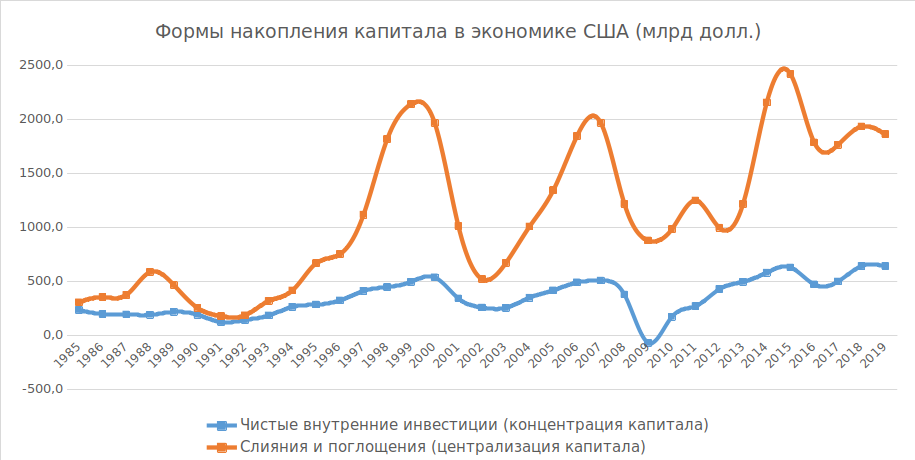 Формы накопления капитала в экономике США (млрд долл.)
2500,0
2000,0
1500,0
1000,0
500,0
0,0
-500,0
1985 1986 1987 1988 1989 1990 1991 1992 1993 1994 1995 1996 1997 1998 1999 2000 2001 2002 2003 2004 2005 2006 2007 2008 2009 2010 2011 2012 2013 2014 2015 2016 2017 2018 2019
Чистые внутренние инвестиции (концентрация капитала)
Слияния и поглощения (централизация капитала)